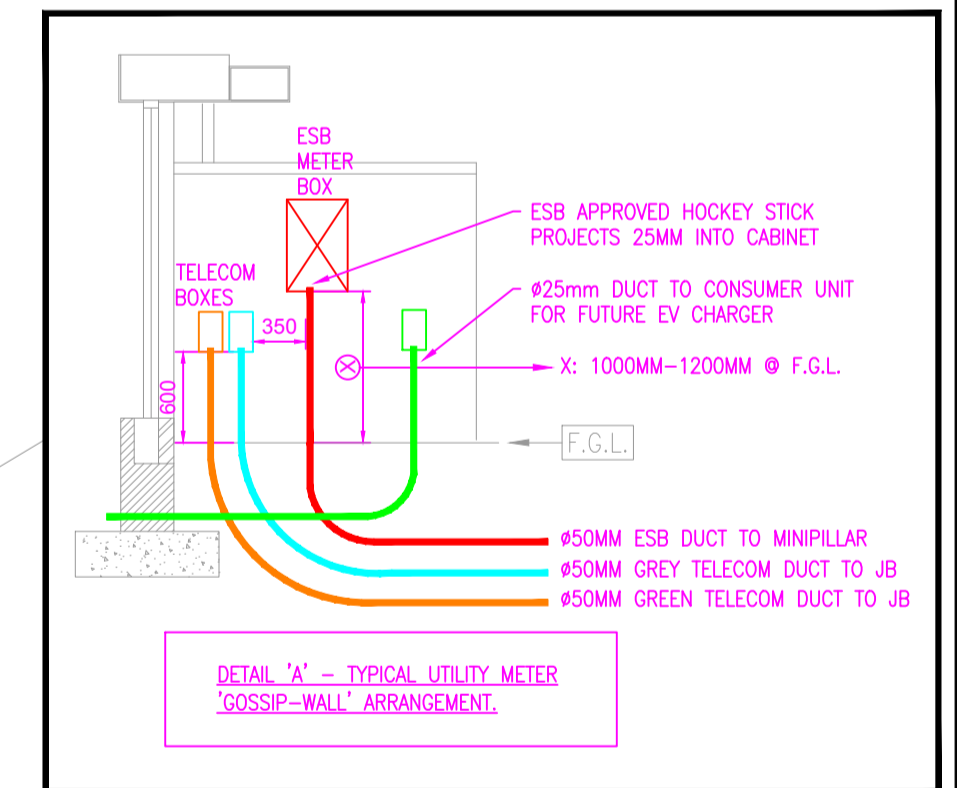 ESB
METER
BOX
ESB APPROVED HOCKEY STICK
PROJECTS 25MM INTO CABINET
TELECOM
BOXES
ø25mm DUCT TO CONSUMER UNIT
FOR FUTURE EV CHARGER
350
X
X: 1000MM-1200MM @ F.G.L.
600
F.G.L.
ø50MM ESB DUCT TO MINIPILLAR
ø50MM GREY TELECOM DUCT TO JB
ø50MM GREEN TELECOM DUCT TO JB
DETAIL 'A' - TYPICAL UTILITY METER
'GOSSIP-WALL' ARRANGEMENT.